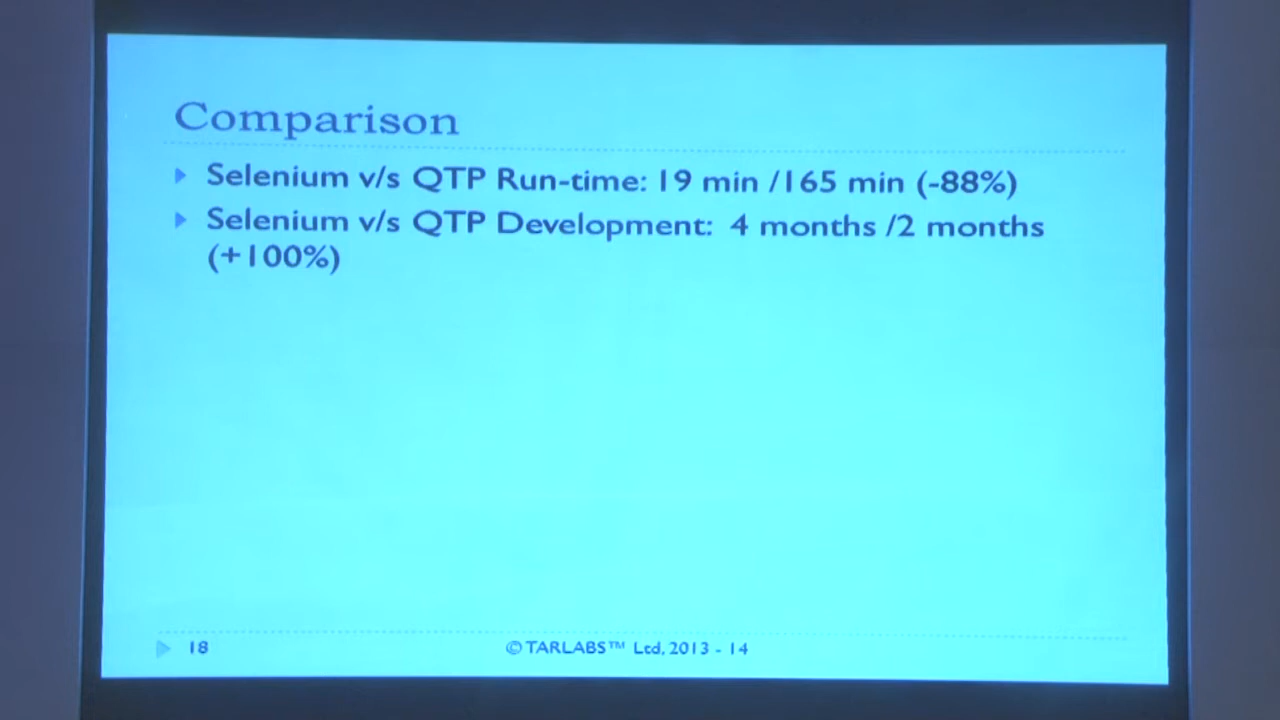 Comparison
Selenium v/s QTP Run-time: 19 min /165 min (-88%)
Selenium v/s QTP Development: 4 months /2 months
(+100%)
18
©TARLABS™ Ltd, 2013 - 14